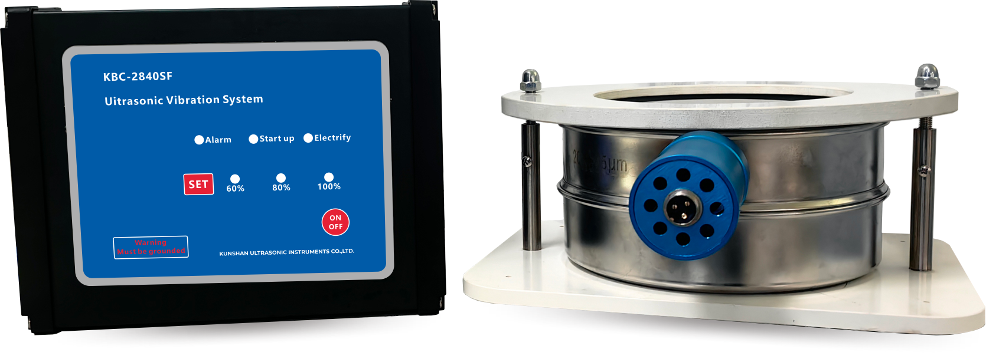 KBC-2840SF
Uitrasonic Vibration System
Alarm
Start up
Electrify
SET
60%
80%
100%
ON
OFF
Warning
Must be grounded
KUNSHAN ULTRASONIC INSTRUMENTS CO.,LTD.
μm